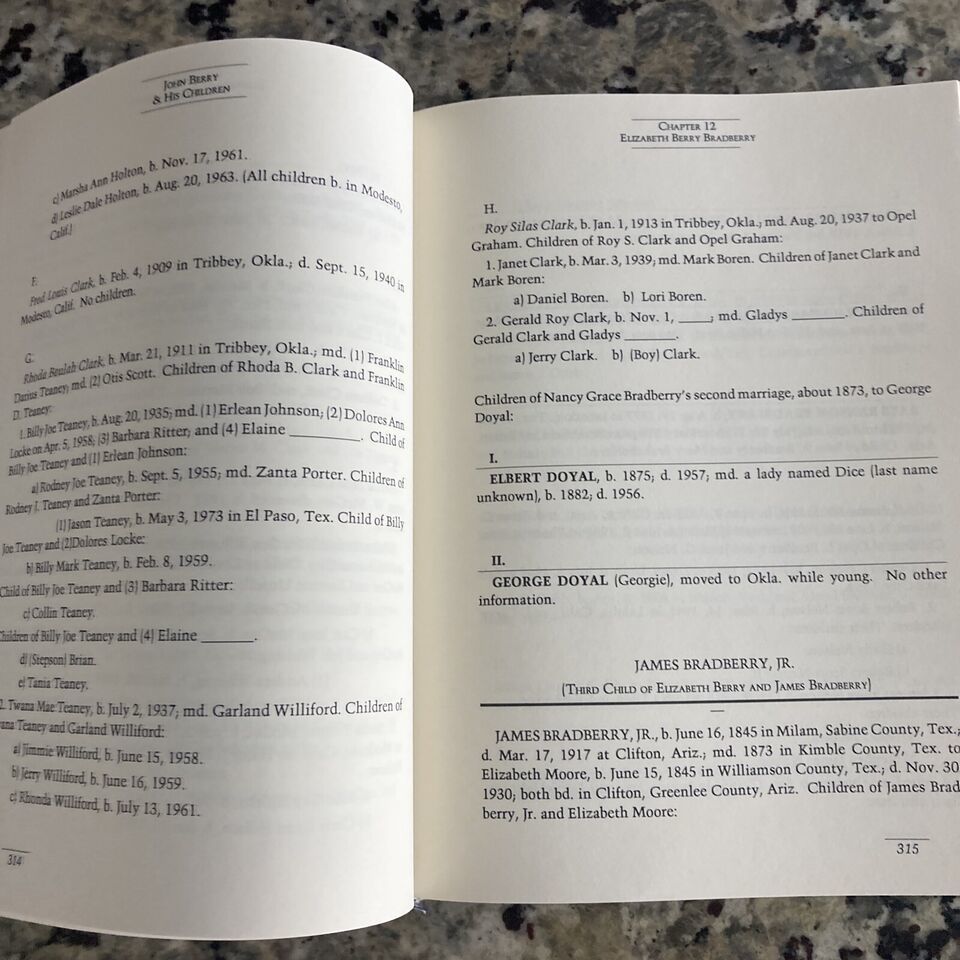 JOHN BERRY
& HIS CHILDREN
c) Marsha Ann Holton, b. Nov. 17, 1961.
d) Leslie Dale Holton, b. Aug. 20, 1963. (All children b. in Modesto,
Calif.)
F.
Fred Louis Clark, b. Feb. 4, 1909 in Tribbey, Okla.; d. Sept. 15, 1940 in
Modesto, Calif. No children.
G.
Rhoda Beulah Clark, b. Mar. 21, 1911 in Tribbey, Okla.; md. (1) Franklin
Darius Teaney; md. (2) Otis Scott. Children of Rhoda B. Clark and Franklin
D. Teaney:
1. Billy Joe Teaney, b. Aug. 20, 1935; md. (1) Erlean Johnson; (2) Dolores Ann
Locke on Apr. 5, 1958; (3) Barbara Ritter; and (4) Elaine ________. Child of
Billy Joe Teaney and (1) Erlean Johnson:
a) Rodney Joe Teaney, b. Sept. 5, 1955; md. Zanta Porter. Children of
Rodney J. Teaney and Zanta Porter:
(1) Jason Teaney, b. May 3, 1973 in El Paso, Tex. Child of Billy
Joe Teaney and (2)Dolores Locke:
b) Billy Mark Teaney, b. Feb. 8, 1959.
Child of Billy Joe Teaney and (3) Barbara Ritter:
c) Collin Teaney.
Children of Billy Joe Teaney and (4) Elaine ______.
d) (Stepson) Brian.
e) Tania Teaney.
2. Twana Mae Teaney, b. July 2, 1937; md. Garland Williford. Children of
wana Teaney and Garland Williford:
a) Jimmie Williford, b. June 15, 1958.
b) Jerry Williford, b. June 16, 1959.
c) Rhonda Williford, b. July 13, 1961.
314
CHAPTER 12
ELIZABETH BERRY BRADBERRY
H.
Roy Silas Clark, b. Jan. 1, 1913 in Tribbey, Okla.; md. Aug. 20, 1937 to Opel
Graham. Children of Roy S. Clark and Opel Graham:
1. Janet Clark, b. Mar. 3, 1939; md. Mark Boren. Children of Janet Clark and
Mark Boren:
a) Daniel Boren. b) Lori Boren.
2. Gerald Roy Clark, b. Nov. 1, ____; md. Gladys ______. Children of
Gerald Clark and Gladys ______.
a) Jerry Clark. b) (Boy) Clark.
Children of Nancy Grace Bradberry's second marriage, about 1873, to George
Doyal:
I.
ELBERT DOYAL, b. 1875; d. 1957; md. a lady named Dice (last name
unknown), b. 1882; d. 1956.
II.
GEORGE DOYAL (Georgie), moved to Okla. while young. No other
information.
JAMES BRADBERRY, JR.
(THIRD CHILD OF ELIZABETH BERRY AND JAMES BRADBERRY)
JAMES BRADBERRY, JR., b. June 16, 1845 in Milam, Sabine County, Tex.;
d. Mar. 17, 1917 at Clifton, Ariz.; md. 1873 in Kimble County, Tex. to
Elizabeth Moore, b. June 15, 1845 in Williamson County, Tex.; d. Nov. 30
1930; both bd. in Clifton, Greenlee County, Ariz. Children of James Brad
berry, Jr. and Elizabeth Moore:
315